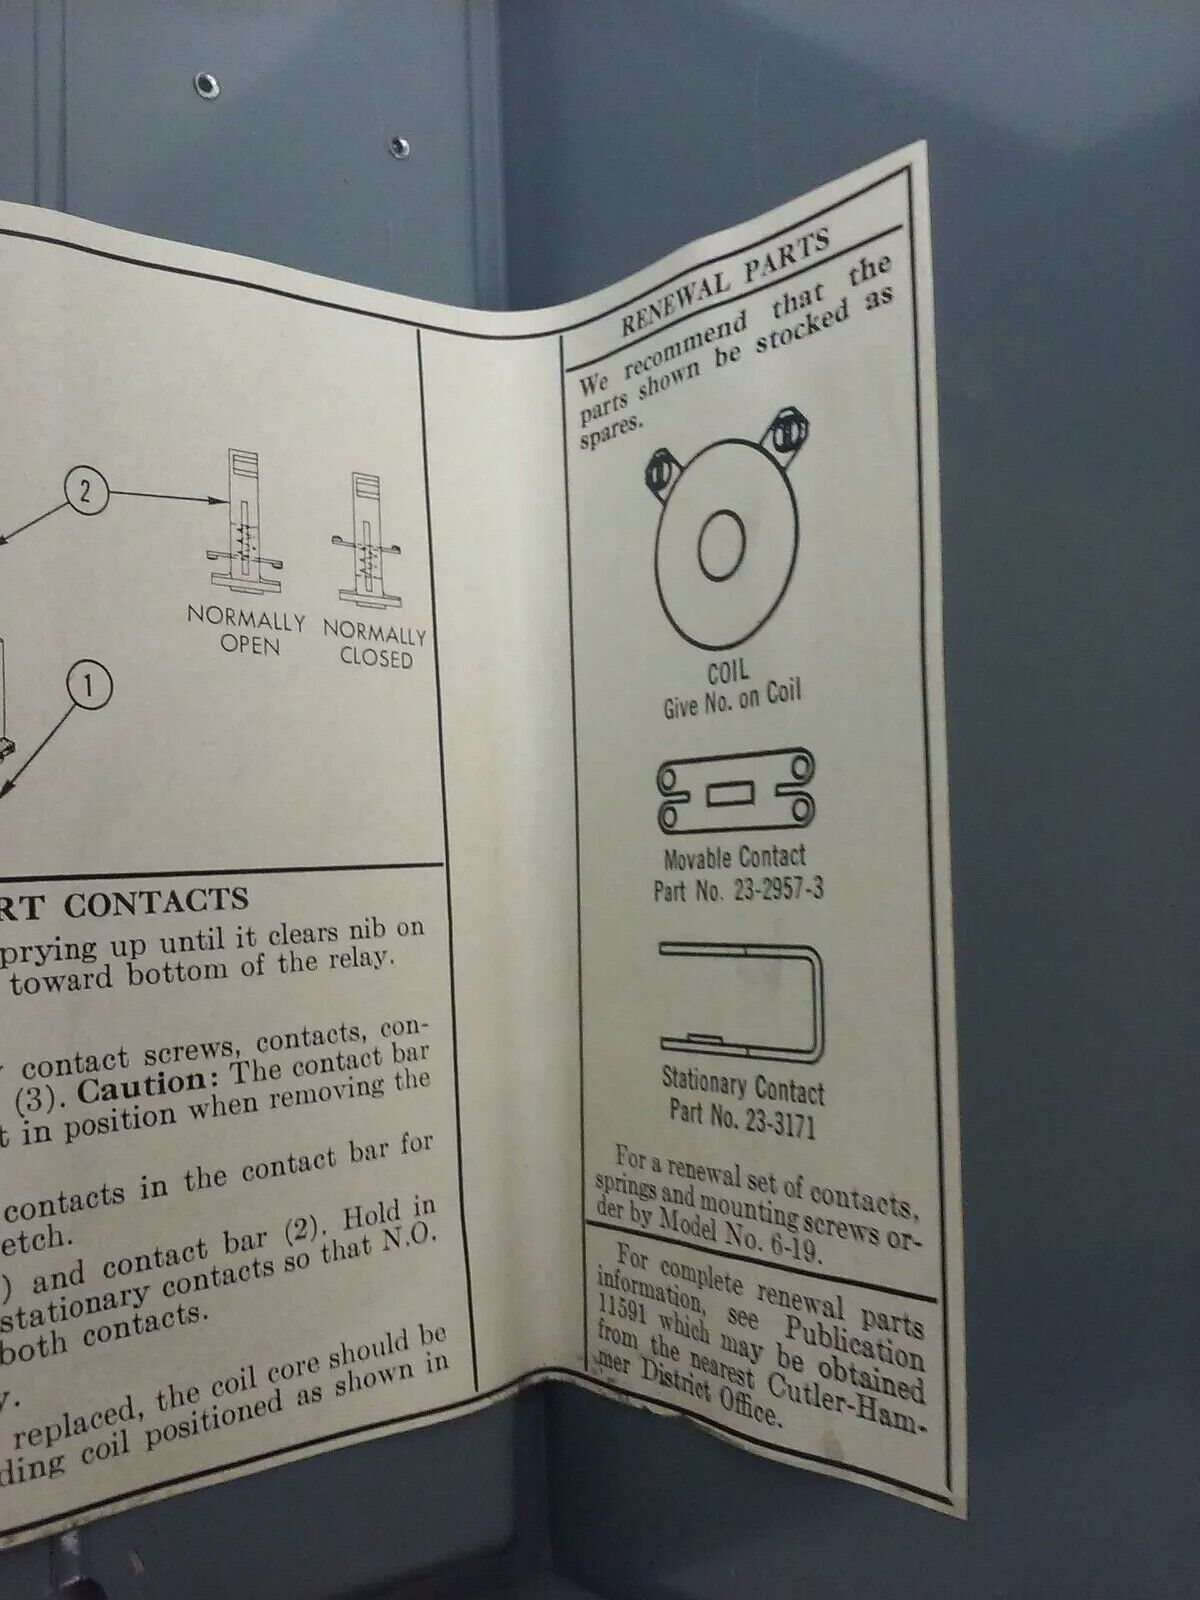 2
NORMALLY
OPEN
NORMALLY
CLOSED
1
RT CONTACTS
prying up until it clears nib on
toward bottom of the relay.
contact screws, contacts, con-
(3). Caution: The contact bar
t in position when removing the
contacts in the contact bar for
etch.
) and contact bar (2). Hold in
stationary contacts so that N.O.
both contacts.
y.
replaced, the coil core should be
ding coil positioned as shown in
RENEWAL PARTS
We recommend that the
parts shown be stocked as
spares.
COIL
Give No. on Coil
Movable Contact
Part No. 23-2957-3
Stationary Contact
Part No. 23-3171
For a renewal set of contacts,
springs and mounting screws or-
der by Model No. 6-19.
For complete renewal parts
information, see Publication
11591 which may be obtained
from the nearest Cutler-Ham-
mer District Office.